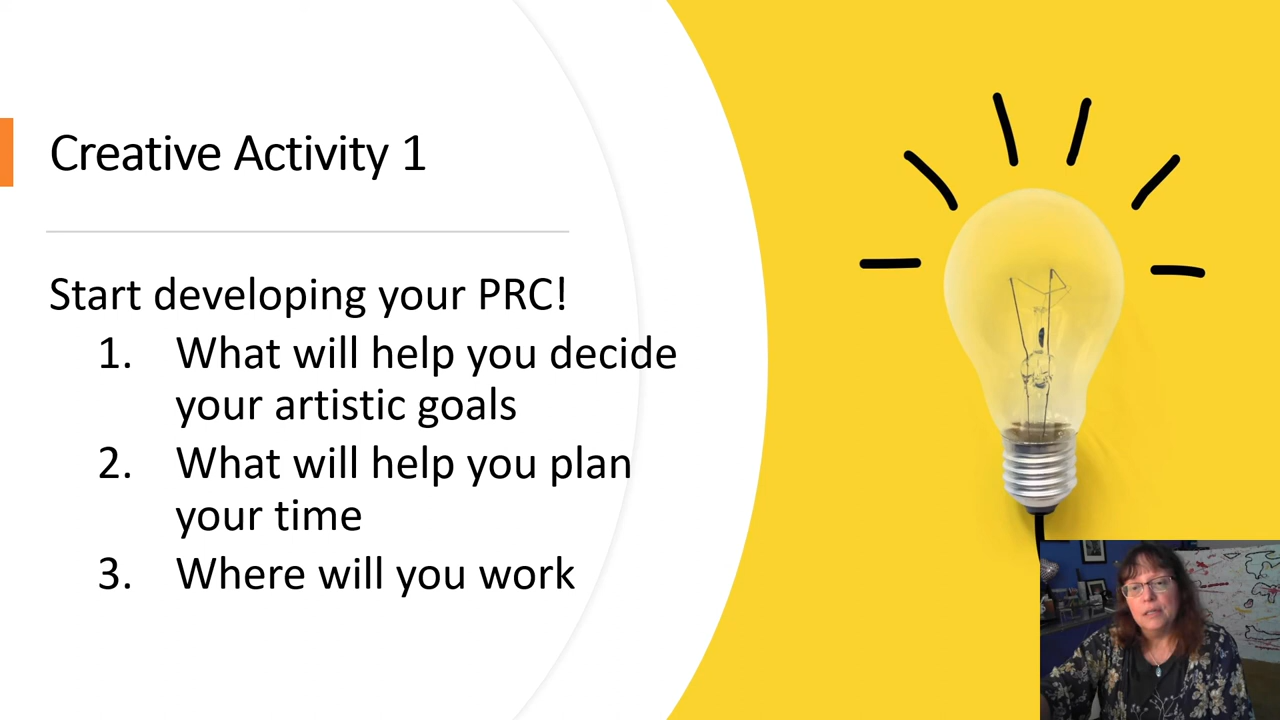 Creative Activity 1
Start developing your PRC!
1. What will help you decide
your artistic goals
2. What will help you plan
your time
3. Where will you work